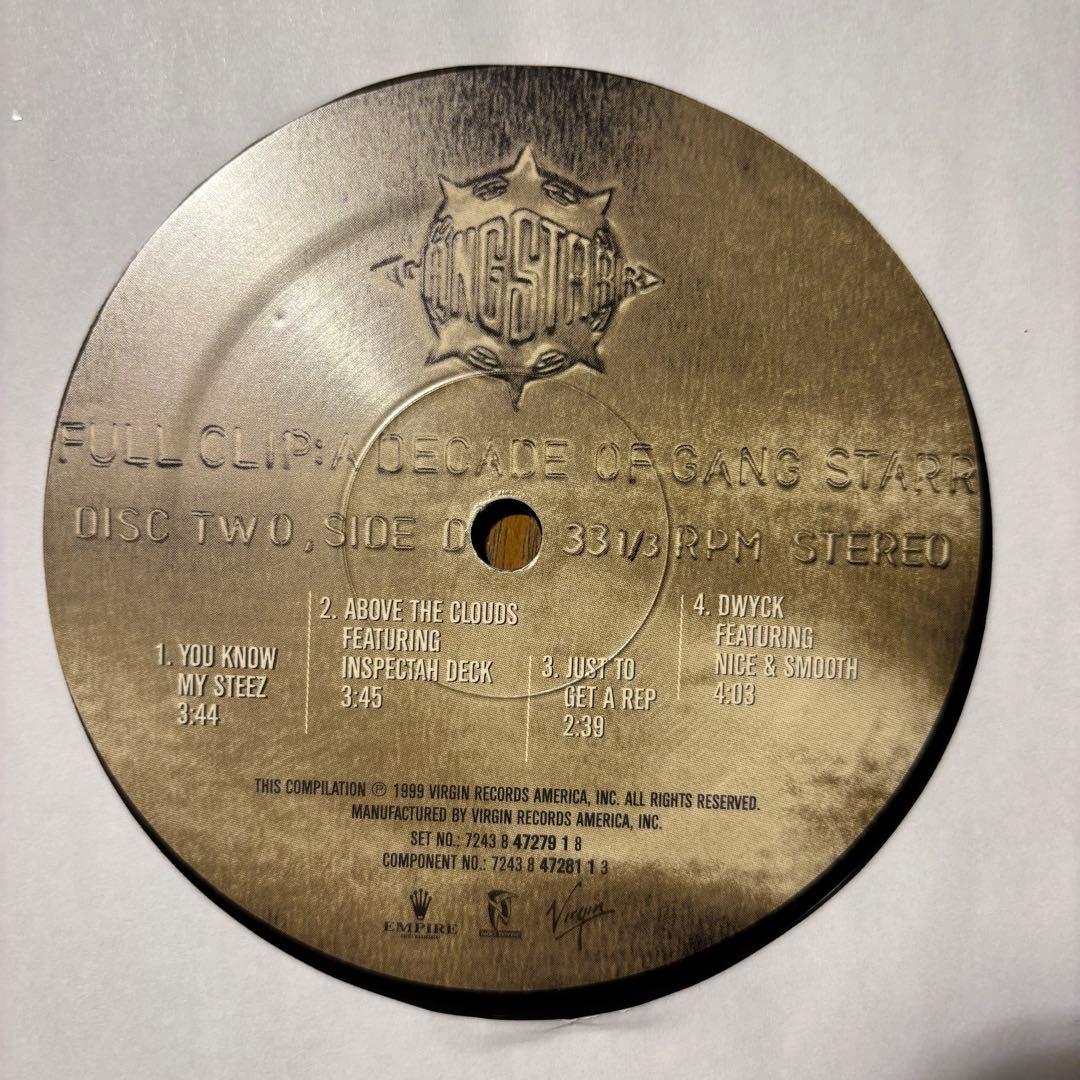 GANG STARR
FULL CLIP: A DECADE OF GANG STARR
DISC TWO, SIDE D 33 1/3 RPM STEREO
1. YOU KNOW
MY STEEZ
3:44
2. ABOVE THE CLOUDS
FEATURING
INSPECTAH DECK
3:45
3. JUST TO
GET A REP
2:39
4. DWYCK
FEATURING
NICE & SMOOTH
4:03
THIS COMPILATION ℗ 1999 VIRGIN RECORDS AMERICA, INC. ALL RIGHTS RESERVED.
MANUFACTURED BY VIRGIN RECORDS AMERICA, INC.
SET NO.: 7243 8 47279 1 8
COMPONENT NO.: 7243 8 47281 1 3
EMPIRE
Virgin